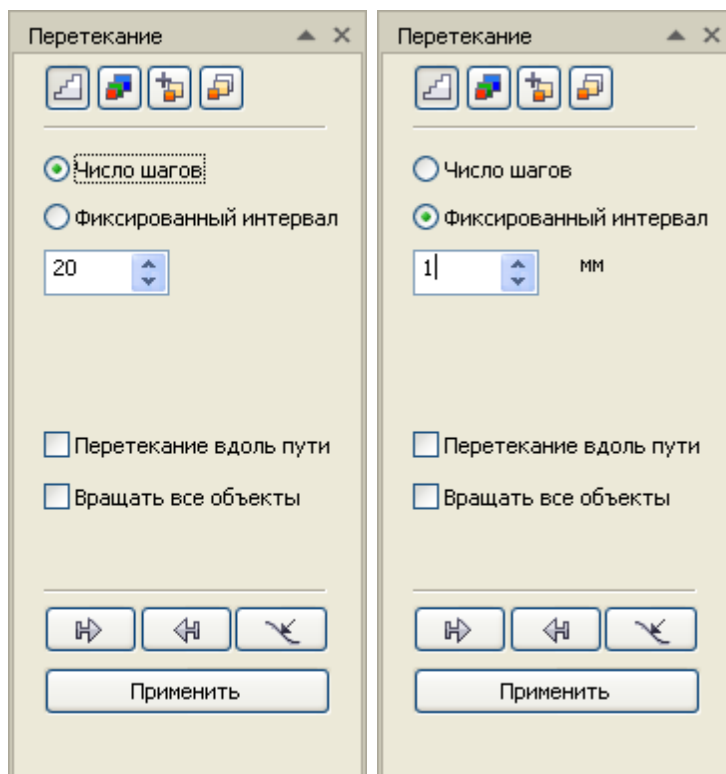 Перетекание
Число шагов
Фиксированный интервал
20
Перетекание вдоль пути
Вращать все объекты
Применить
Перетекание
Число шагов
Фиксированный интервал
1 мм
Перетекание вдоль пути
Вращать все объекты
Применить